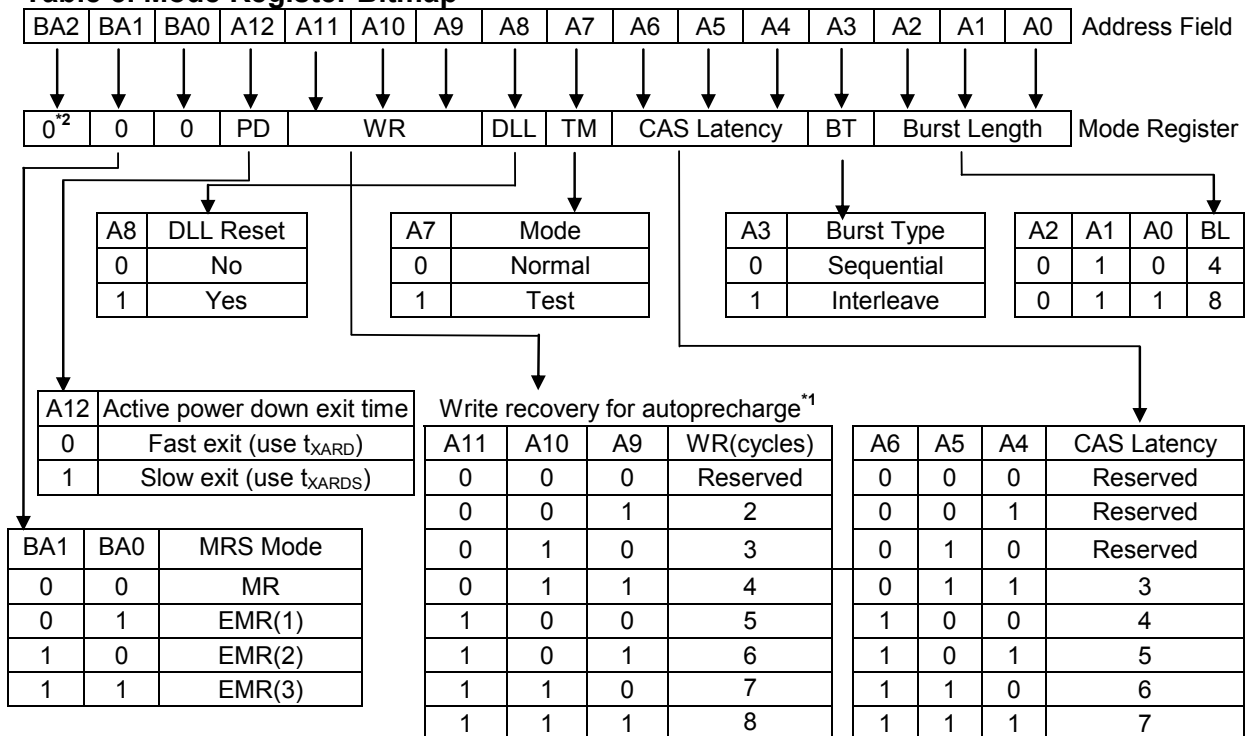 BA2 BA1 BA0 A12 A11 A10 A9 A8 A7 A6 A5 A4 A3 A2 A1 A0 Address Field
0*2 0 0 PD WR DLL TM CAS Latency BT Burst Length Mode Register
A8 DLL Reset
0 No
1 Yes
A7 Mode
0 Normal
1 Test
A3 Burst Type
0 Sequential
1 Interleave
A2 A1 A0 BL
0 1 0 4
0 1 1 8
A12 Active power down exit time
0 Fast exit (use tXARD)
1 Slow exit (use tXARDS)
BA1 BA0 MRS Mode
0 0 MR
0 1 EMR(1)
1 0 EMR(2)
1 1 EMR(3)
Write recovery for autoprecharge*1
A11 A10 A9 WR(cycles)
0 0 0 Reserved
0 0 1 2
0 1 0 3
0 1 1 4
1 0 0 5
1 0 1 6
1 1 0 7
1 1 1 8
A6 A5 A4 CAS Latency
0 0 0 Reserved
0 0 1 Reserved
0 1 0 Reserved
0 1 1 3
1 0 0 4
1 0 1 5
1 1 0 6
1 1 1 7